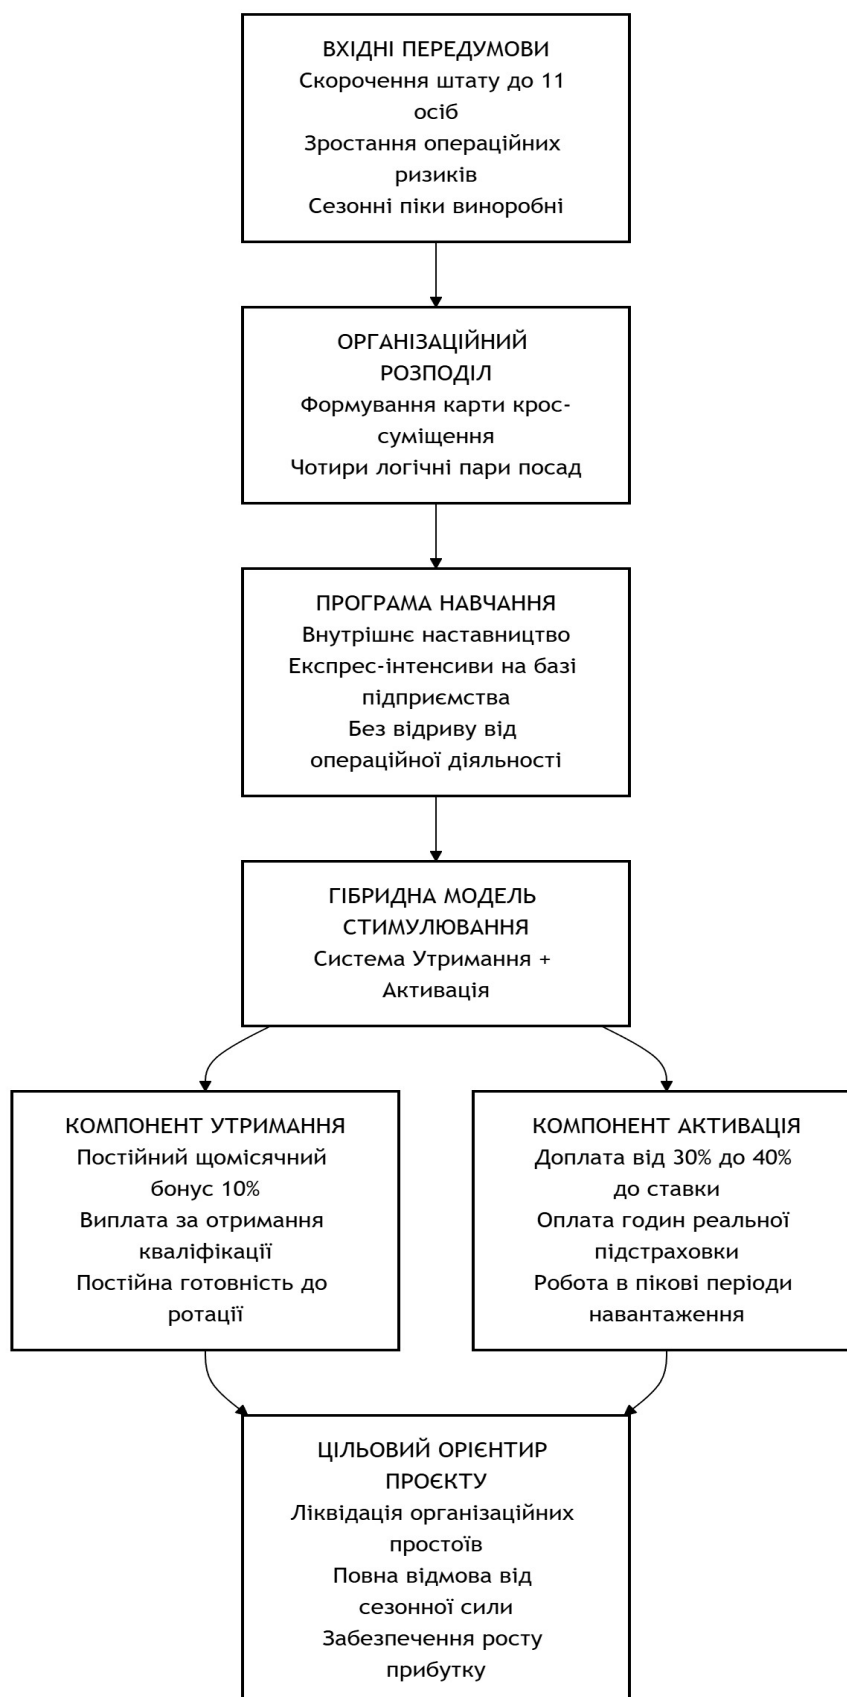 ВХІДНІ ПЕРЕДУМОВИ
Скорочення штату до 11
осіб
Зростання операційних
ризиків
Сезонні піки виноробні
ОРГАНІЗАЦІЙНИЙ
РОЗПОДІЛ
Формування карти крос-
суміщення
Чотири логічні пари посад
ПРОГРАМА НАВЧАННЯ
Внутрішнє наставництво
Експрес-інтенсиви на базі
підприємства
Без відриву від
операційної діяльності
ГІБРИДНА МОДЕЛЬ
СТИМУЛЮВАННЯ
Система Утримання +
Активація
КОМПОНЕНТ УТРИМАННЯ
Постійний щомісячний
бонус 10%
Виплата за отримання
кваліфікації
Постійна готовність до
ротації
КОМПОНЕНТ АКТИВАЦІЯ
Доплата від 30% до 40%
до ставки
Оплата годин реальної
підстраховки
Робота в пікові періоди
навантаження
ЦІЛЬОВИЙ ОРІЄНТИР
ПРОЄКТУ
Ліквідація організаційних
простоїв
Повна відмова від
сезонної сили
Забезпечення росту
прибутку